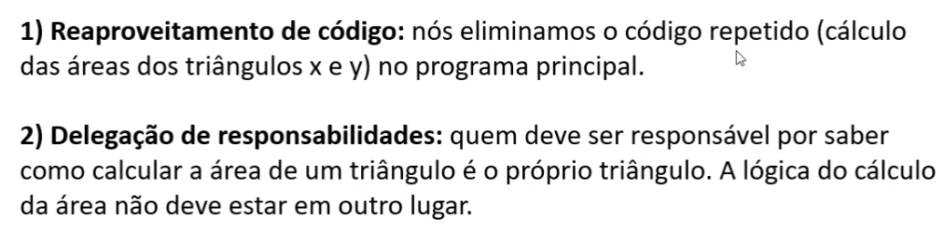 1) Reaproveitamento de código: nós eliminamos o código repetido (cálculo
das áreas dos triângulos x e y) no programa principal.
2) Delegação de responsabilidades: quem deve ser responsável por saber
como calcular a área de um triângulo é o próprio triângulo. A lógica do cálculo
da área não deve estar em outro lugar.